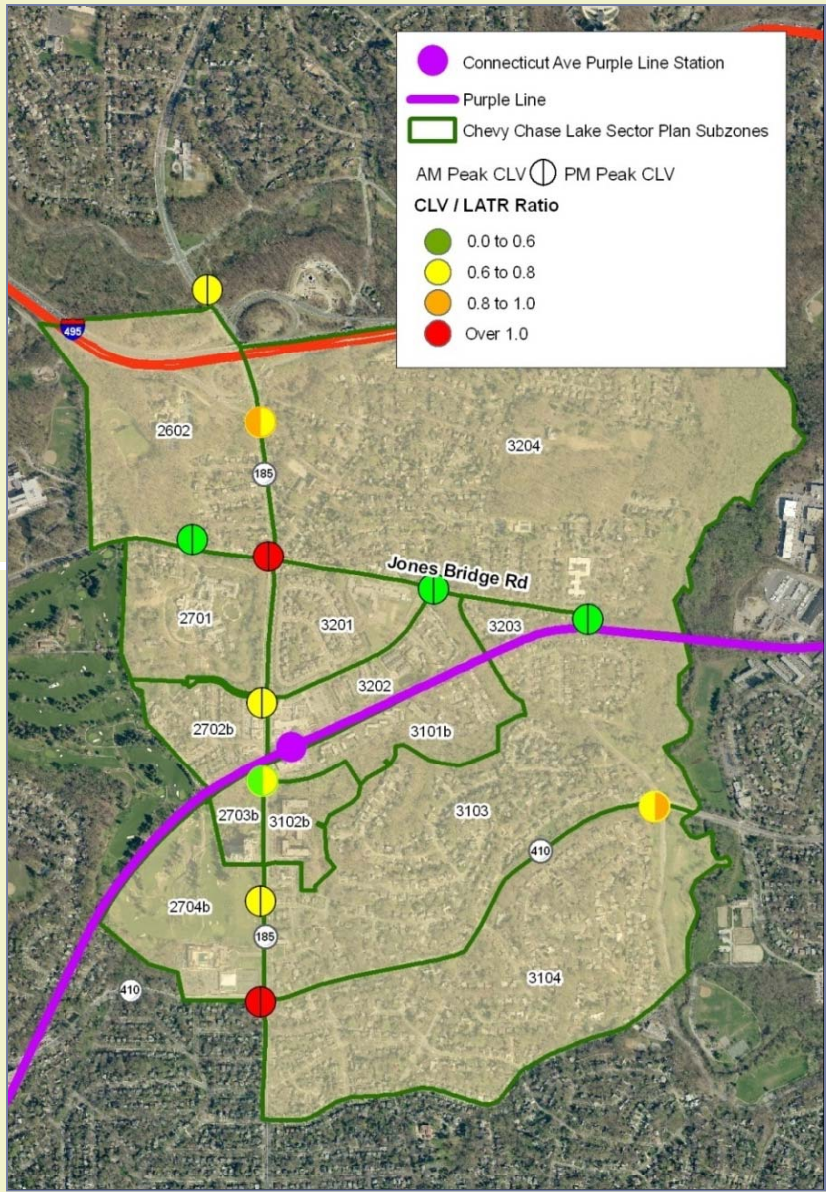 Connecticut Ave Purple Line Station
Purple Line
Chevy Chase Lake Sector Plan Subzones
AM Peak CLV PM Peak CLV
CLV / LATR Ratio
0.0 to 0.6
0.6 to 0.8
0.8 to 1.0
Over 1.0
495
2602
3204
185
Jones Bridge Rd
2701
3201
3203
3202
2702b
3101b
2703b
3102b
3103
410
2704b
185
3104
410